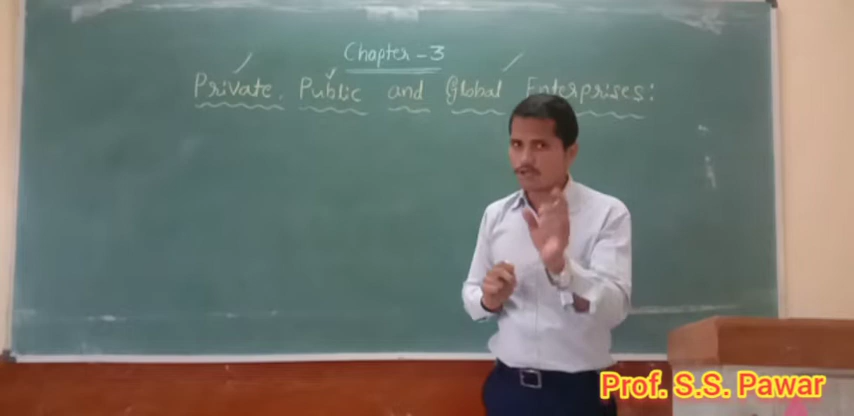 Chapter - 3
Private, Public and Global Enterprises:
Prof. S.S. Pawar